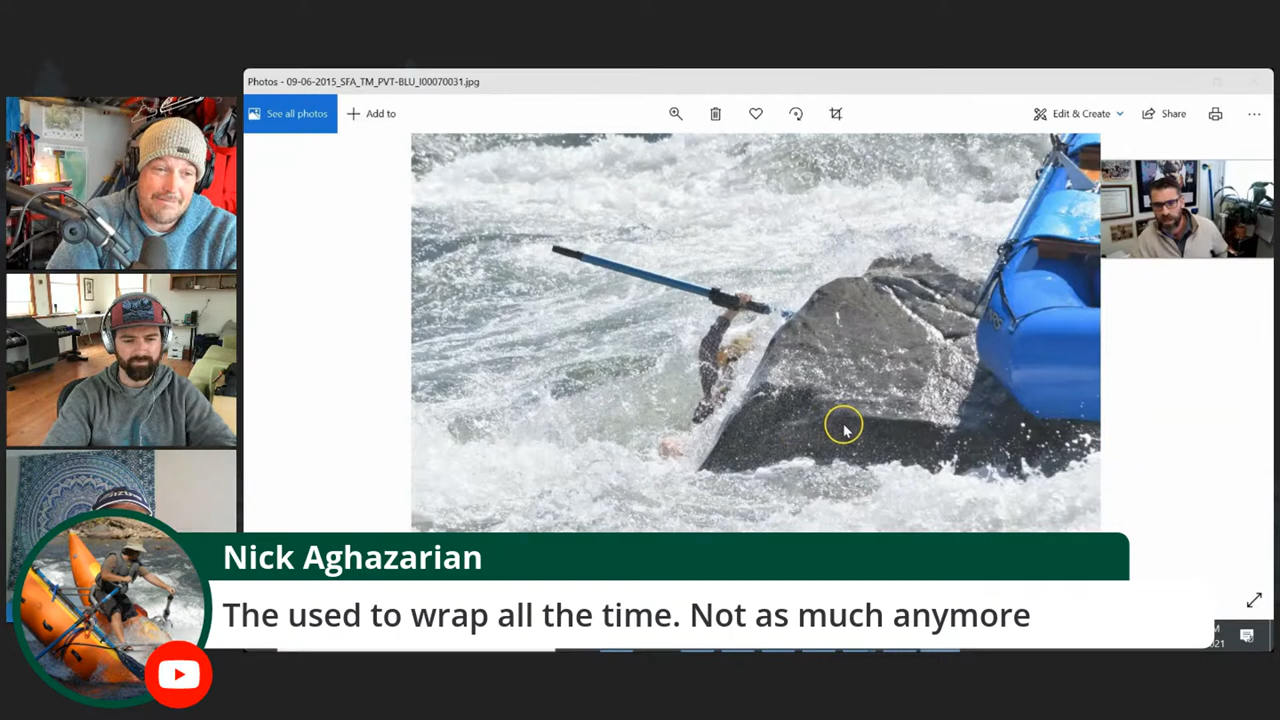 Photos - 09-06-2015_SFA_TM_PVT-BLU_I00070031.jpg
See all photos
Add to
Edit & Create
Share
Nick Aghazarian
The used to wrap all the time. Not as much anymore